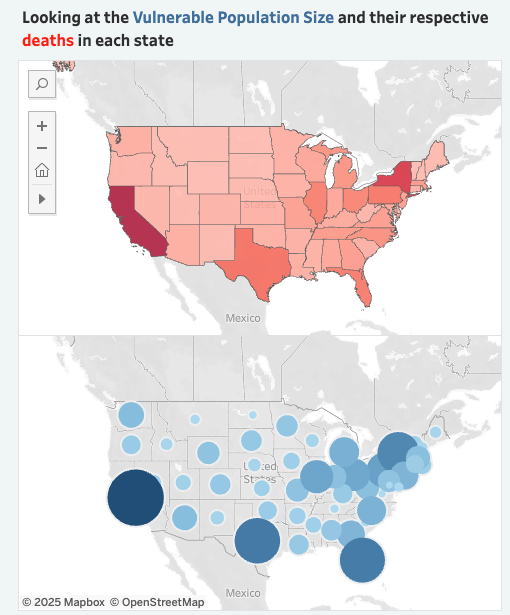 Looking at the Vulnerable Population Size and their respective
deaths in each state
United
States
Mexico
United
States
Mexico
© 2025 Mapbox © OpenStreetMap